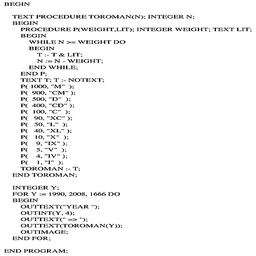 BEGIN
TEXT PROCEDURE TOROMAN(N); INTEGER N;
BEGIN
PROCEDURE P(WEIGHT,LIT); INTEGER WEIGHT; TEXT LIT;
BEGIN
WHILE N >= WEIGHT DO
BEGIN
T :- T & LIT;
N := N - WEIGHT;
END WHILE;
END P;
TEXT T; T :- NOTEXT;
P( 1000, "M" );
P( 900, "CM" );
P( 500, "D" );
P( 400, "CD" );
P( 100, "C" );
P( 90, "XC" );
P( 50, "L" );
P( 40, "XL" );
P( 10, "X" );
P( 9, "IX" );
P( 5, "V" );
P( 4, "IV" );
P( 1, "I" );
TOROMAN :- T;
END TOROMAN;
INTEGER Y;
FOR Y := 1990, 2008, 1666 DO
BEGIN
OUTTEXT("YEAR ");
OUTINT(Y, 4);
OUTTEXT(" => ");
OUTTEXT(TOROMAN(Y));
OUTIMAGE;
END FOR;
END PROGRAM;